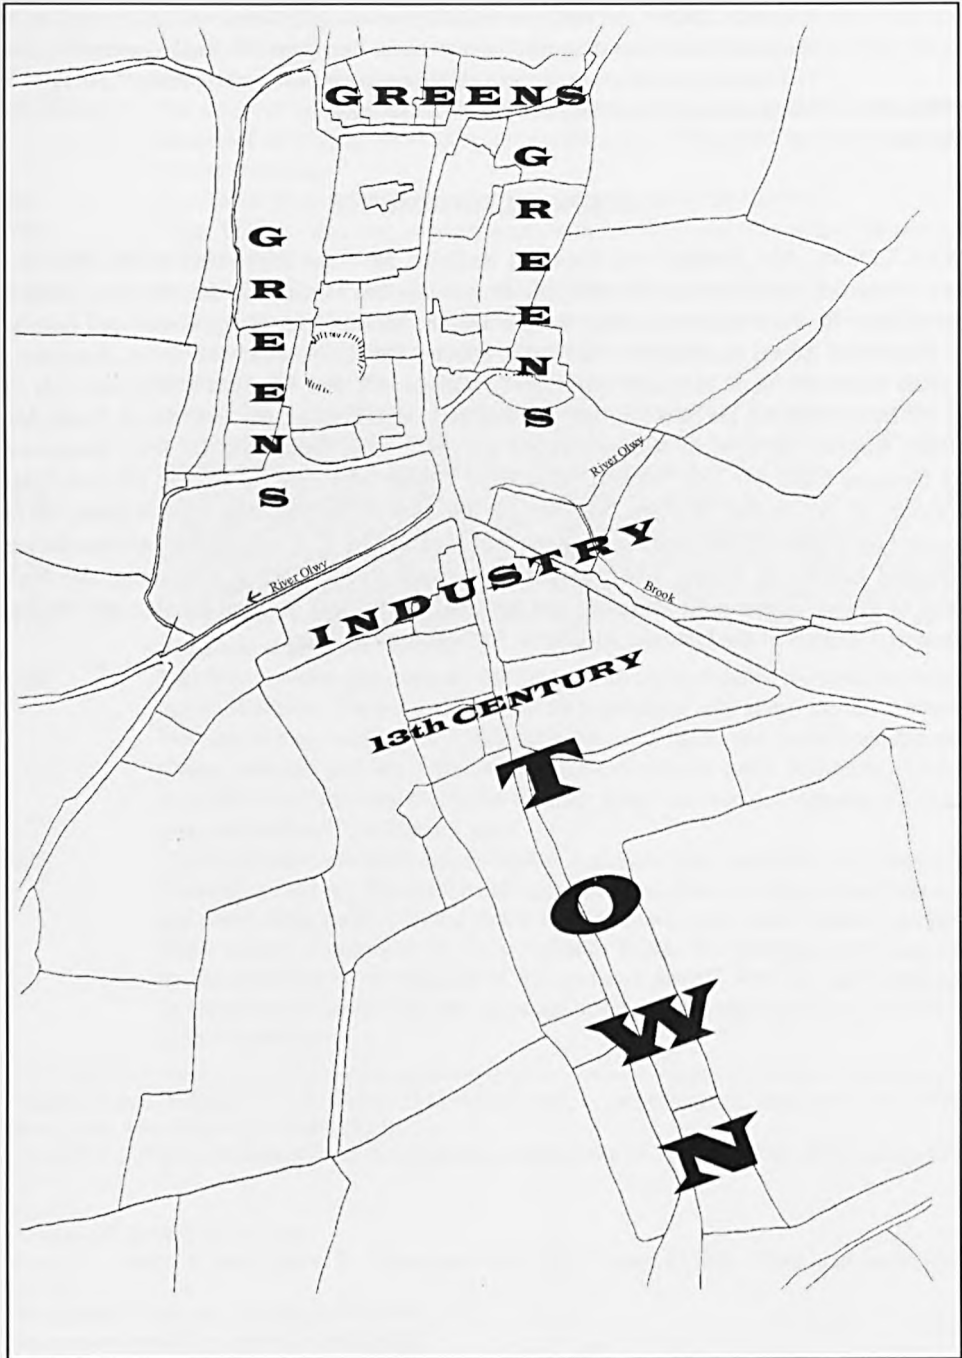 GREENS
GREENS
GREENS
River Olwy
INDUSTRY
← River Olwy
Brook
13th CENTURY
TOWN